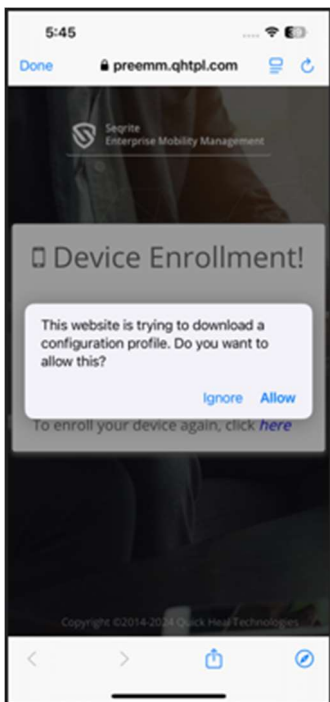 5:45
Done preemm.qhtpl.com
Seqrite
Enterprise Mobility Management
Device Enrollment!
This website is trying to download a
configuration profile. Do you want to
allow this?
Ignore Allow
To enroll your device again, click here
Copyright ©2014-2024 Quick Heal Technologies